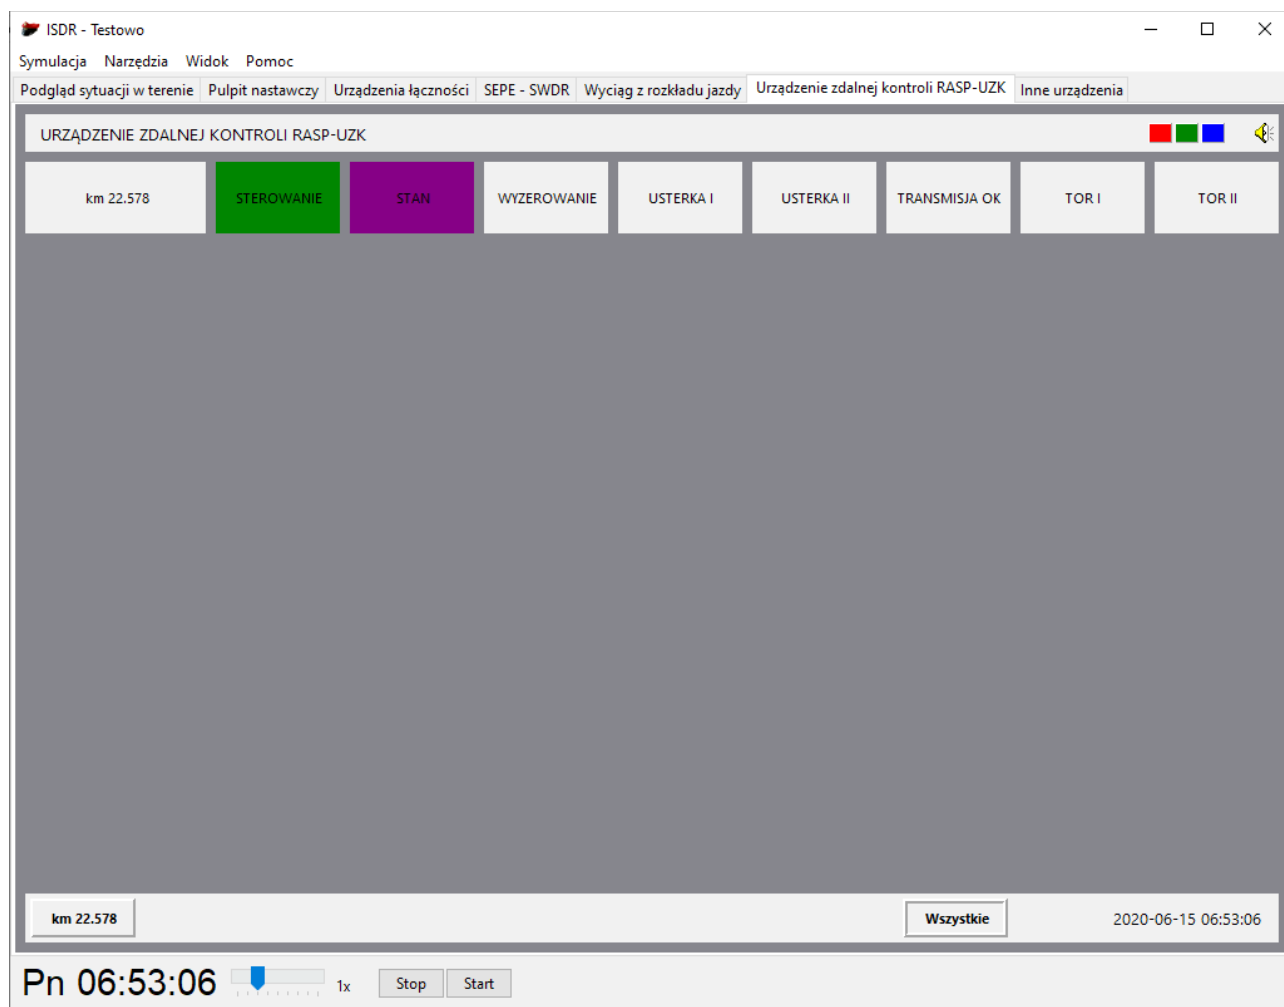 ISDR - Testowo
Symulacja Narzędzia Widok Pomoc
Podgląd sytuacji w terenie Pulpit nastawczy Urządzenia łączności SEPE - SWDR Wyciąg z rozkładu jazdy Urządzenie zdalnej kontroli RASP-UZK Inne urządzenia
URZĄDZENIE ZDALNEJ KONTROLI RASP-UZK
km 22.578 STEROWANIE STAN WYZEROWANIE USTERKA I USTERKA II TRANSMISJA OK TOR I TOR II
km 22.578 Wszystkie 2020-06-15 06:53:06
Pn 06:53:06 1x Stop Start